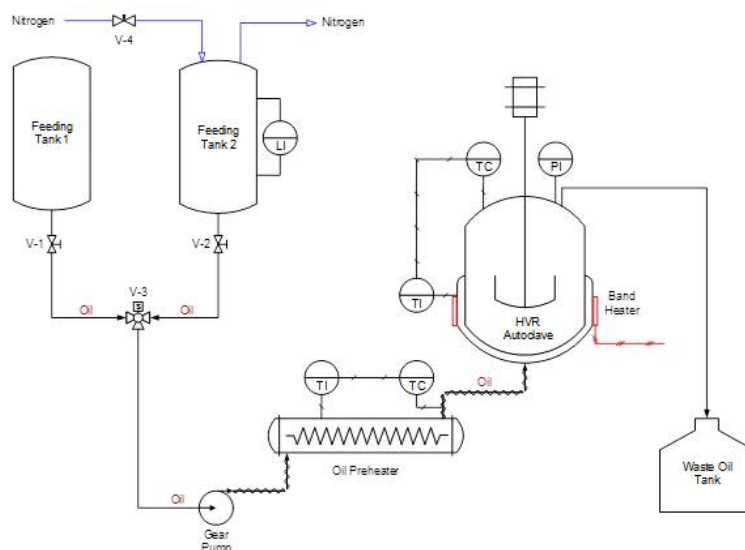 Nitrogen
V-4
Nitrogen
Feeding
Tank 1
Feeding
Tank 2
LI
TC
PI
V-1
V-2
V-3
S
Oil
Oil
TI
HVR
Autoclave
Band
Heater
TI
TC
Oil
Oil Preheater
Oil
Gear
Pump
Waste Oil
Tank